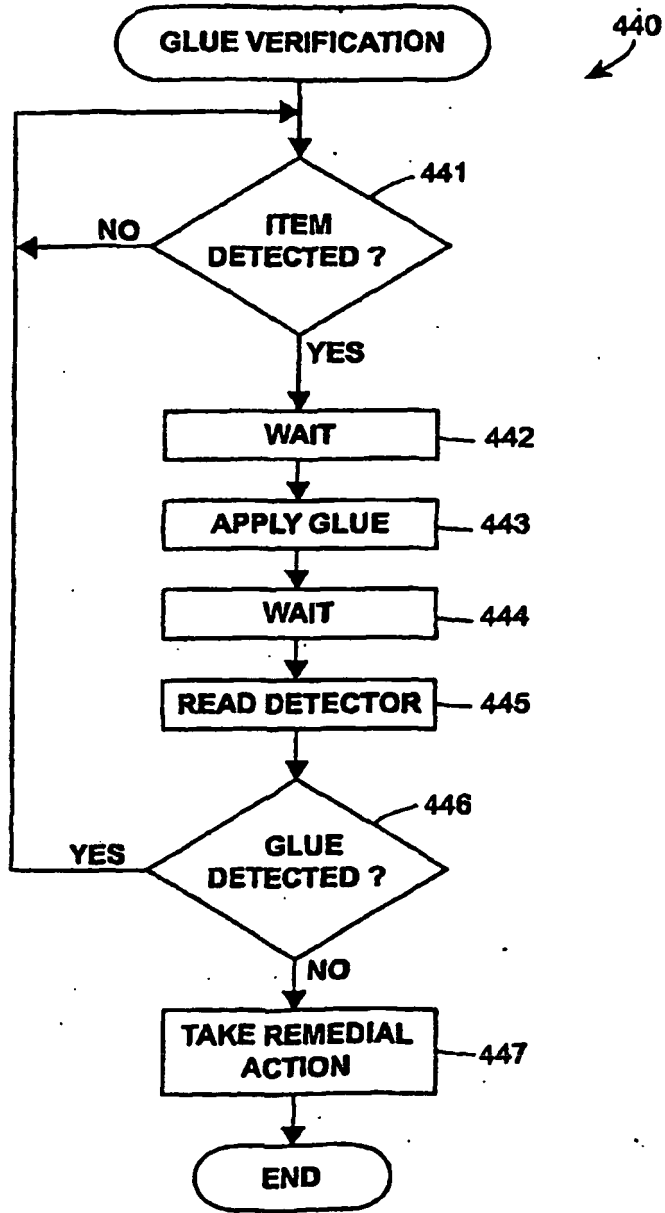 GLUE VERIFICATION
440
441
ITEM
DETECTED ?
NO
YES
WAIT
442
APPLY GLUE
443
WAIT
444
READ DETECTOR
445
446
GLUE
DETECTED ?
YES
NO
TAKE REMEDIAL
ACTION
447
END